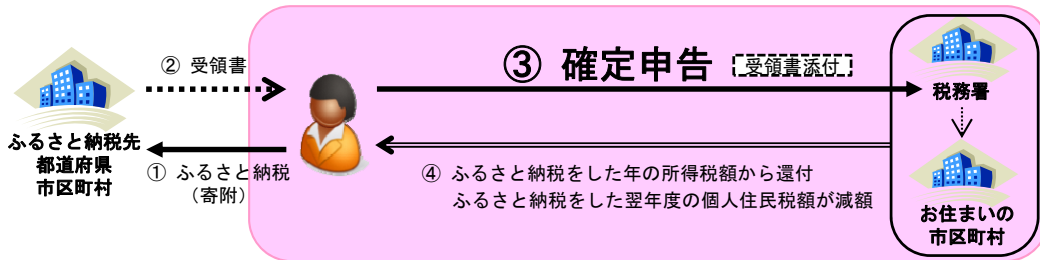 ② 受領書
③ 確定申告
受領書添付
税務署
ふるさと納税先
都道府県
市区町村
① ふるさと納税
（寄附）
④ ふるさと納税をした年の所得税額から還付
ふるさと納税をした翌年度の個人住民税額が減額
お住まいの
市区町村